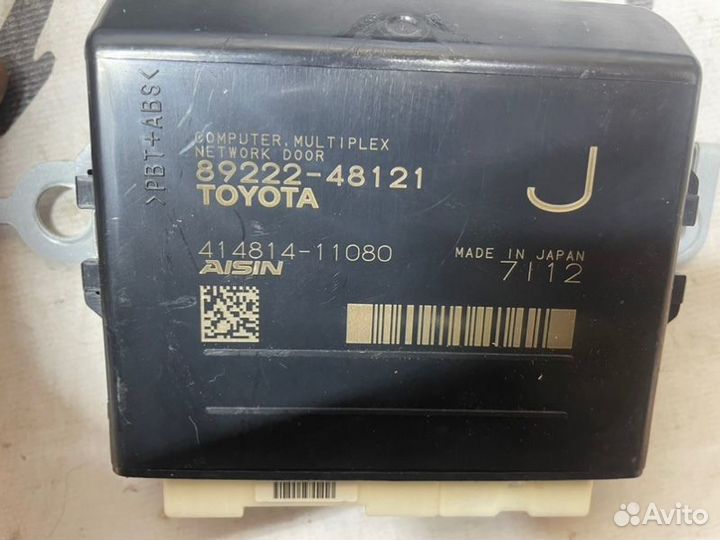 >PBT+ABS<
COMPUTER, MULTIPLEX
NETWORK DOOR
89222-48121
TOYOTA
J
414814-11080
AISIN
MADE IN JAPAN
7112
Avito